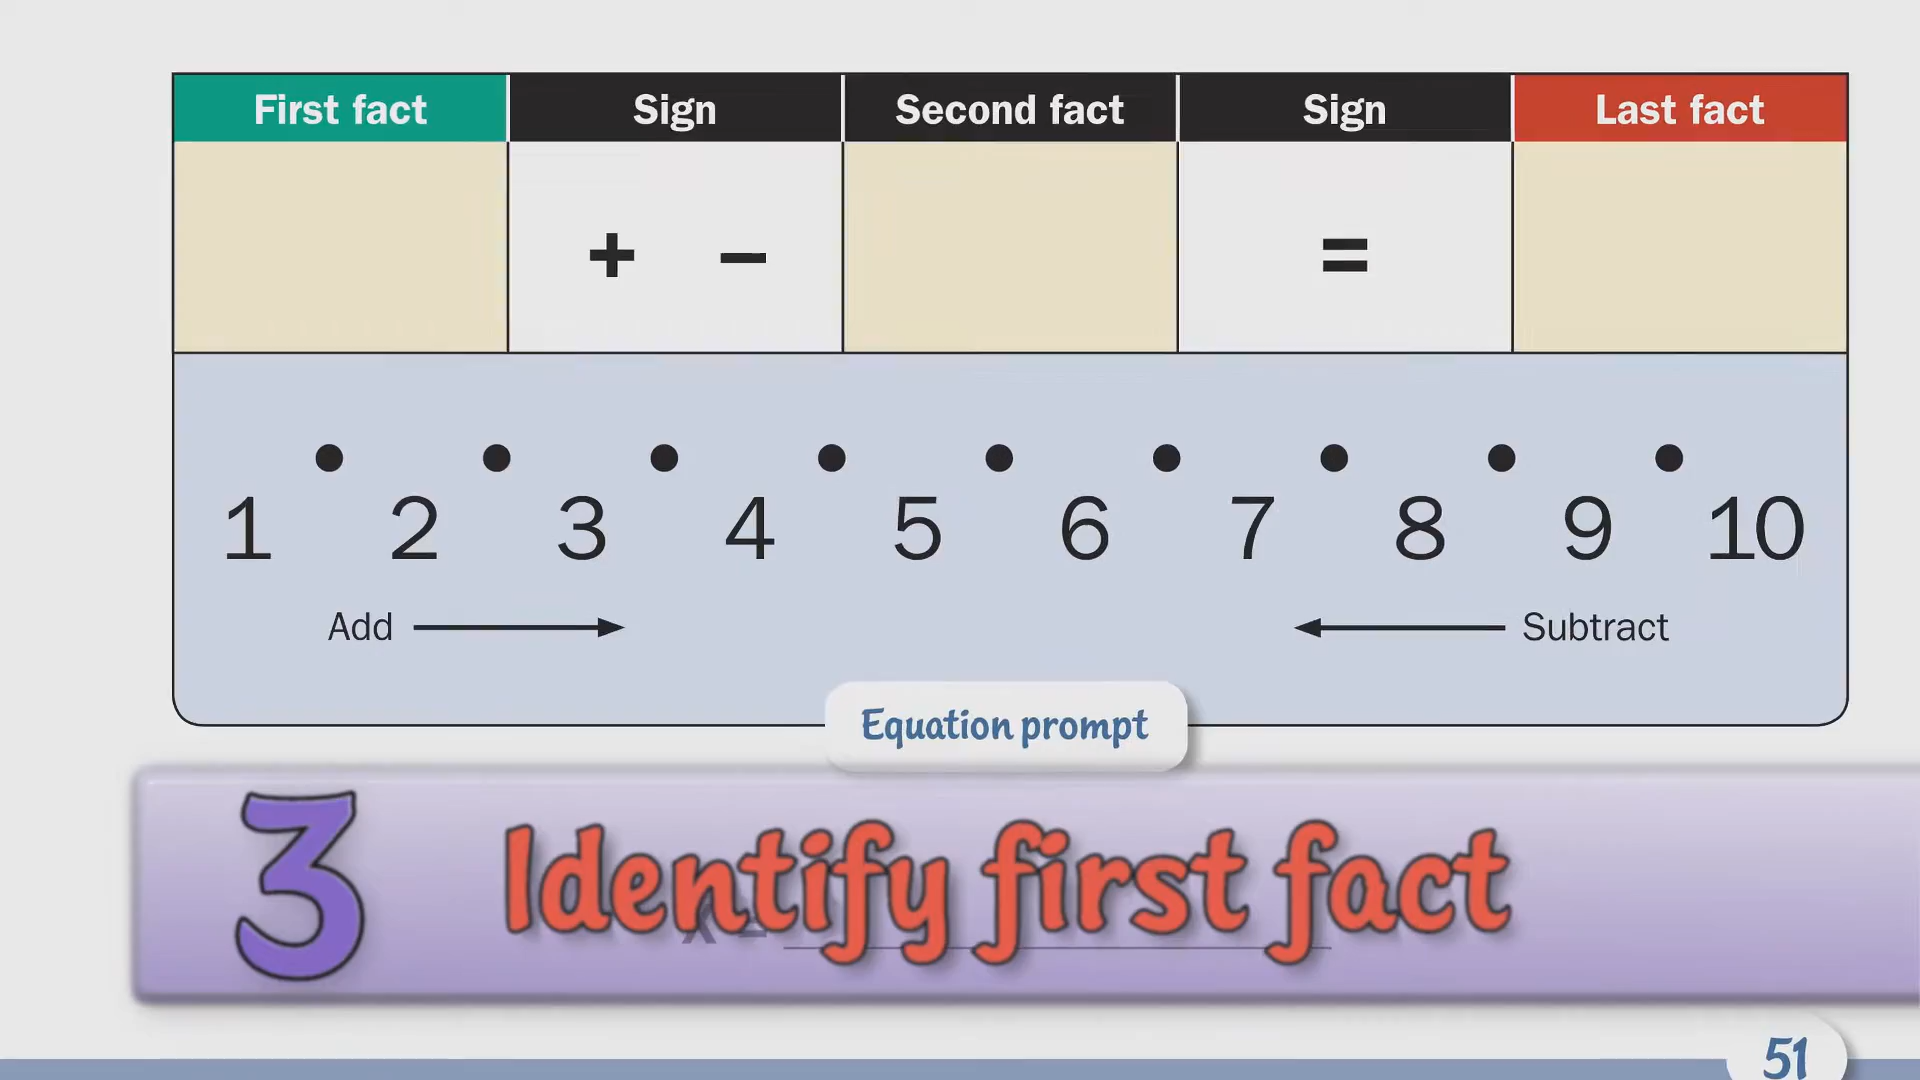 First fact Sign Second fact Sign Last fact
+ − =
1 2 3 4 5 6 7 8 9 10
Add Subtract
Equation prompt
3 Identify first fact
x =
51